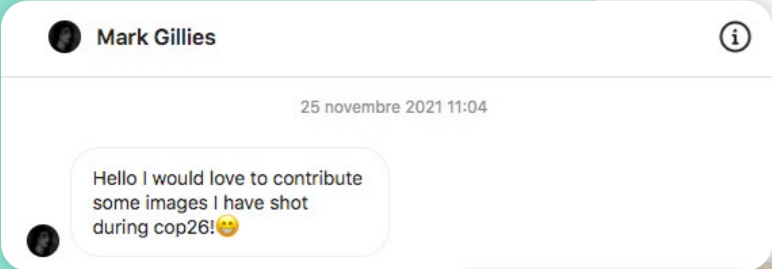 Mark Gillies
25 novembre 2021 11:04
Hello I would love to contribute
some images I have shot
during cop26!😀